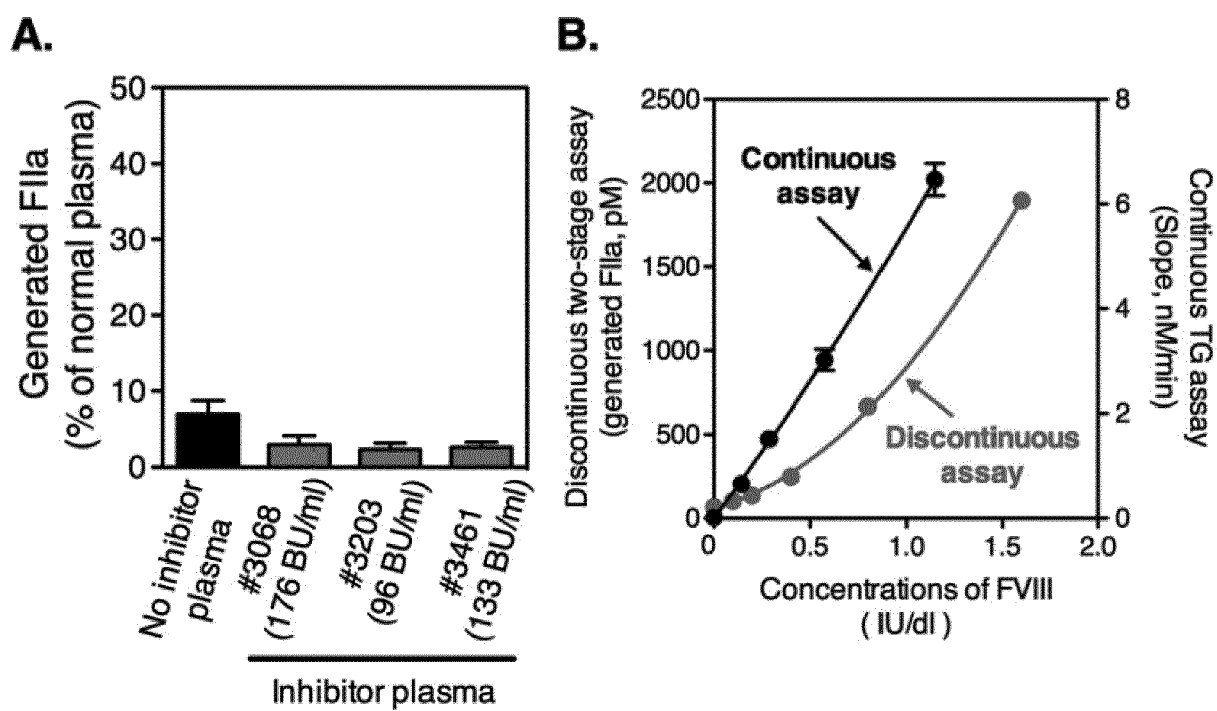 A.
Generated FIIa
(% of normal plasma)
50
40
30
20
10
0
No inhibitor
plasma
#3068
(176 BU/ml)
#3203
(96 BU/ml)
#3461
(133 BU/ml)
Inhibitor plasma
B.
Discontinuous two-stage assay
(generated FIIa, pM)
2500
2000
1500
1000
500
0
Continuous
assay
Discontinuous
assay
8
6
4
2
0
Continuous TG assay
(Slope, nM/min)
0
0.5
1.0
1.5
2.0
Concentrations of FVIII
( IU/dl )